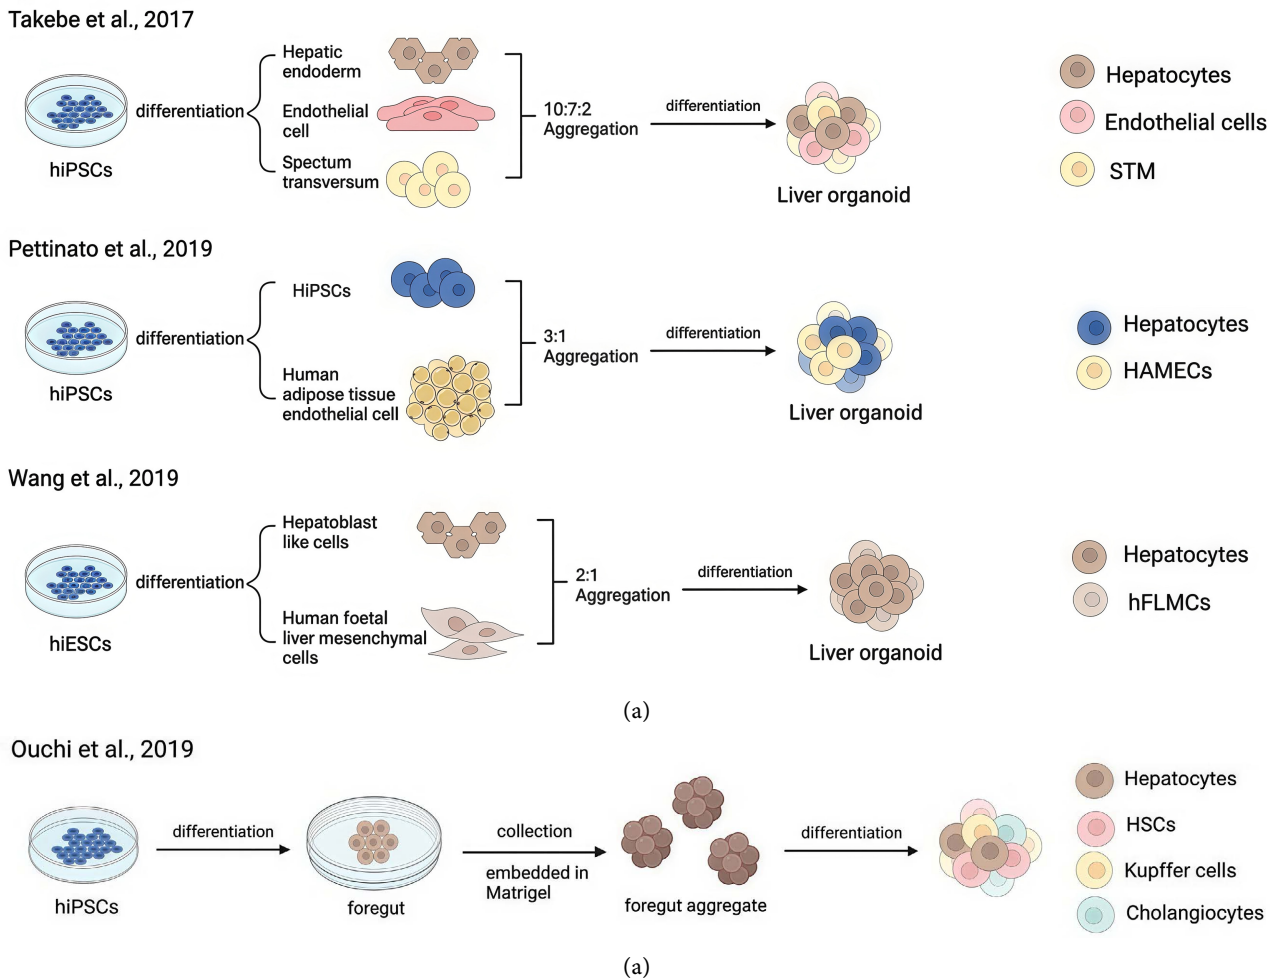 Takebe et al., 2017
hiPSCs
differentiation
Hepatic
endoderm
Endothelial
cell
Spectum
transversum
10:7:2
Aggregation
differentiation
Liver organoid
Hepatocytes
Endothelial cells
STM
Pettinato et al., 2019
hiPSCs
differentiation
HiPSCs
Human
adipose tissue
endothelial cell
3:1
Aggregation
differentiation
Liver organoid
Hepatocytes
HAMECs
Wang et al., 2019
hiESCs
differentiation
Hepatoblast
like cells
Human foetal
liver mesenchymal
cells
2:1
Aggregation
differentiation
Liver organoid
Hepatocytes
hFLMCs
(a)
Ouchi et al., 2019
hiPSCs
differentiation
foregut
collection
embedded in
Matrigel
foregut aggregate
differentiation
Hepatocytes
HSCs
Kupffer cells
Cholangiocytes
(a)